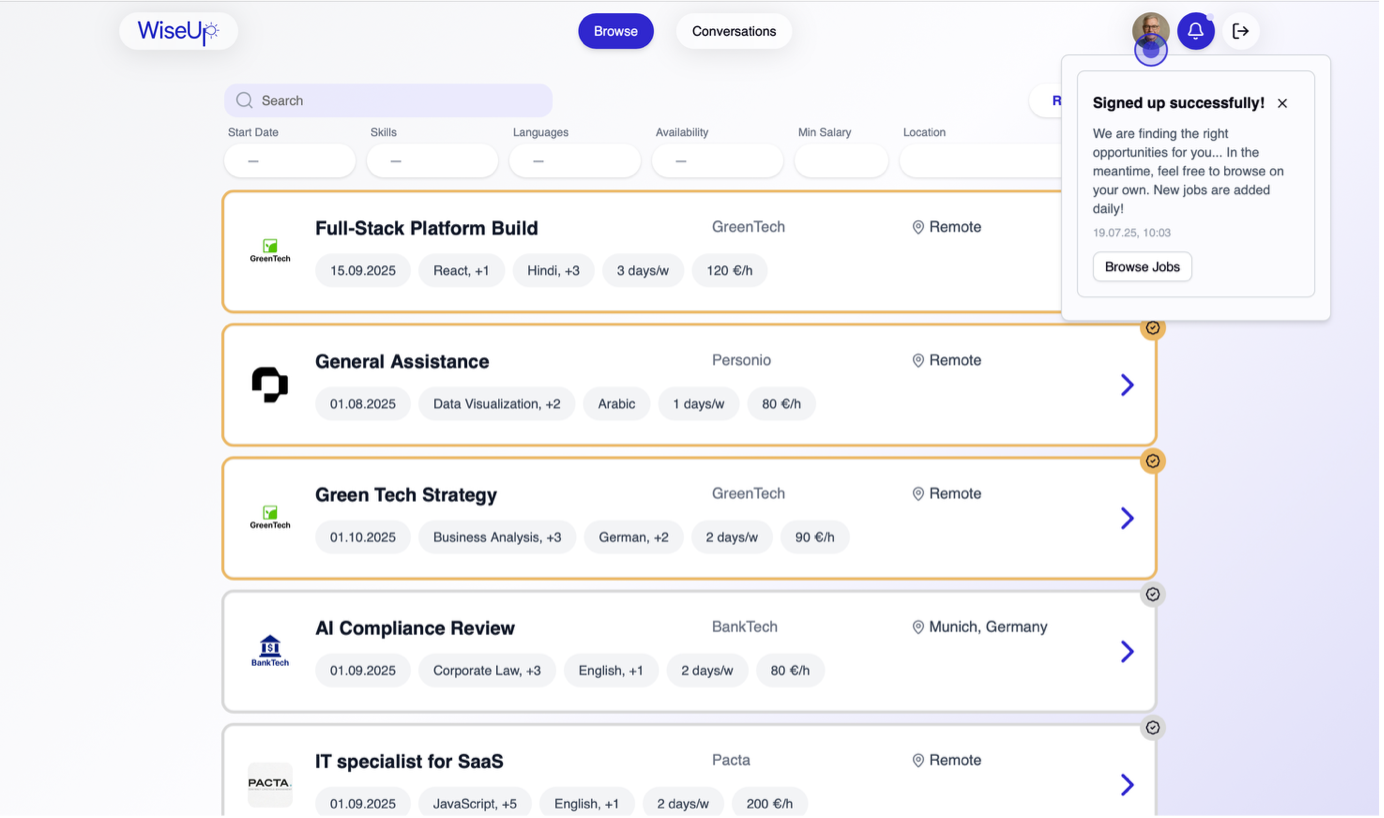 WiseUp
Browse
Conversations
Search
R
Start Date
Skills
Languages
Availability
Min Salary
Location
—
—
—
—
Signed up successfully!
We are finding the right
opportunities for you... In the
meantime, feel free to browse on
your own. New jobs are added
daily!
19.07.25, 10:03
Browse Jobs
GreenTech
Full-Stack Platform Build
GreenTech
Remote
15.09.2025
React, +1
Hindi, +3
3 days/w
120 €/h
General Assistance
Personio
Remote
01.08.2025
Data Visualization, +2
Arabic
1 days/w
80 €/h
GreenTech
Green Tech Strategy
GreenTech
Remote
01.10.2025
Business Analysis, +3
German, +2
2 days/w
90 €/h
BankTech
AI Compliance Review
BankTech
Munich, Germany
01.09.2025
Corporate Law, +3
English, +1
2 days/w
80 €/h
PACTA
IT specialist for SaaS
Pacta
Remote
01.09.2025
JavaScript, +5
English, +1
2 days/w
200 €/h